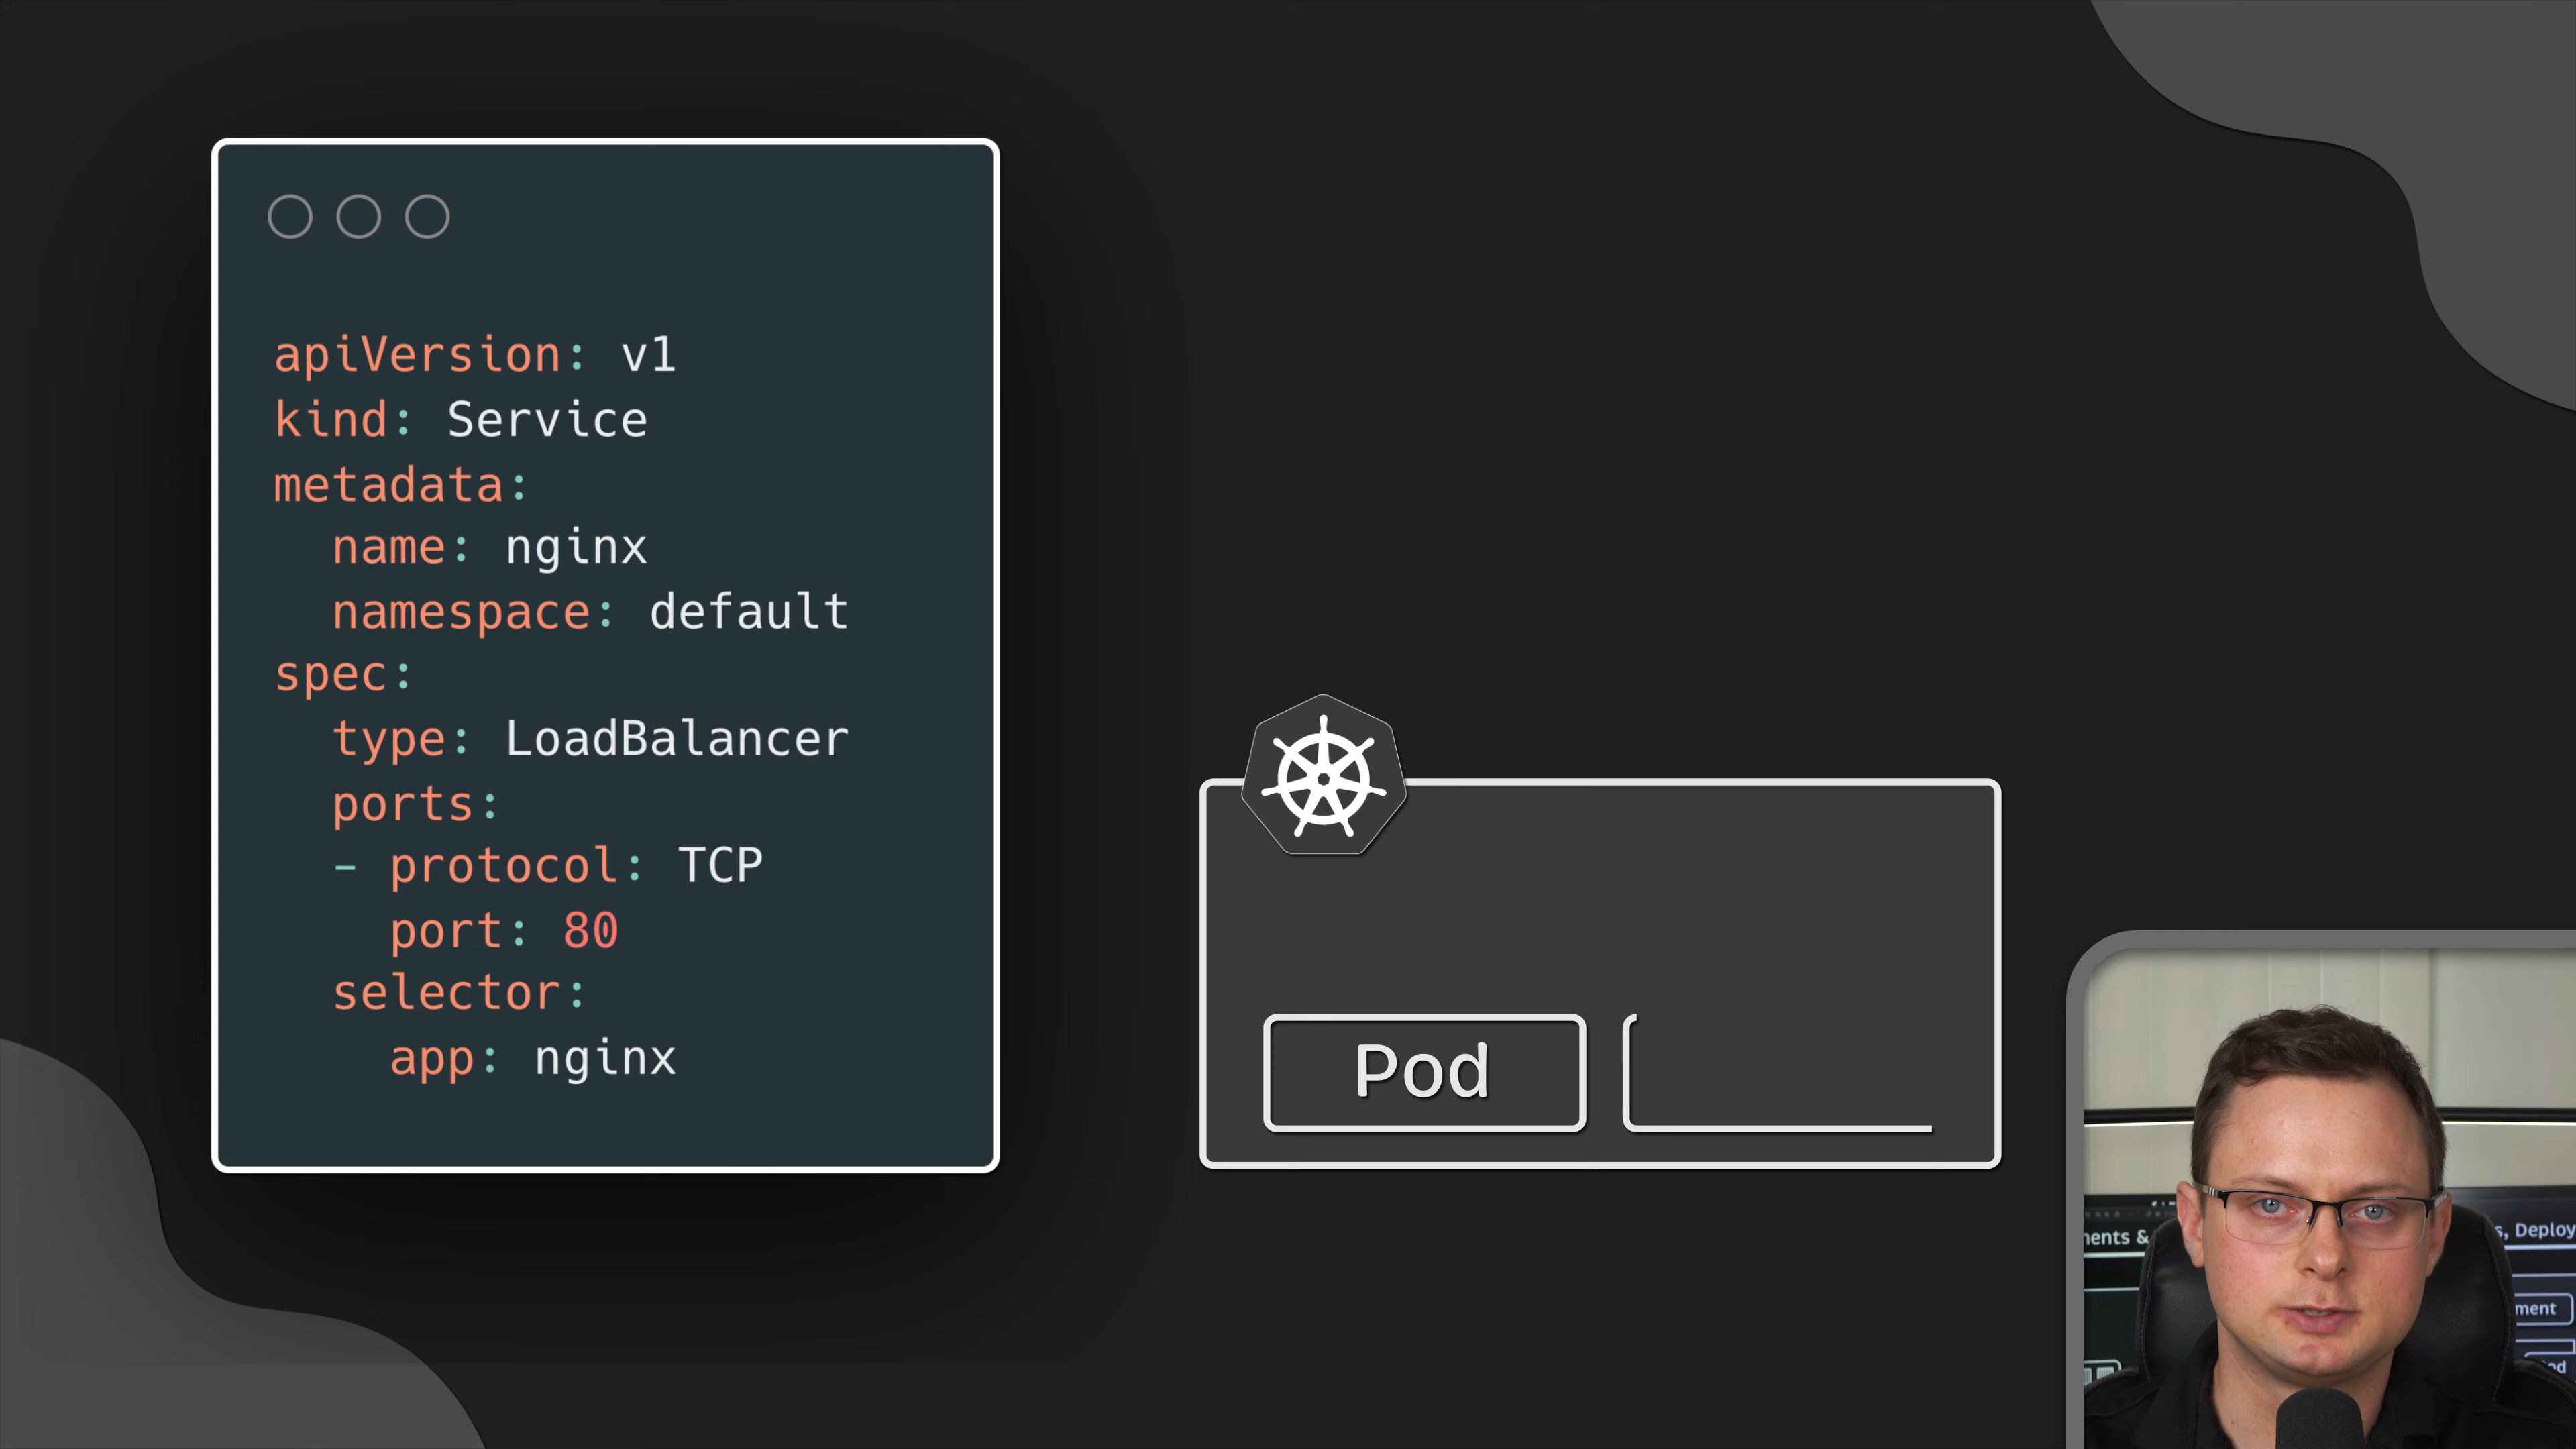 apiVersion: v1
kind: Service
metadata:
  name: nginx
  namespace: default
spec:
  type: LoadBalancer
  ports:
  - protocol: TCP
    port: 80
  selector:
    app: nginx
Pod